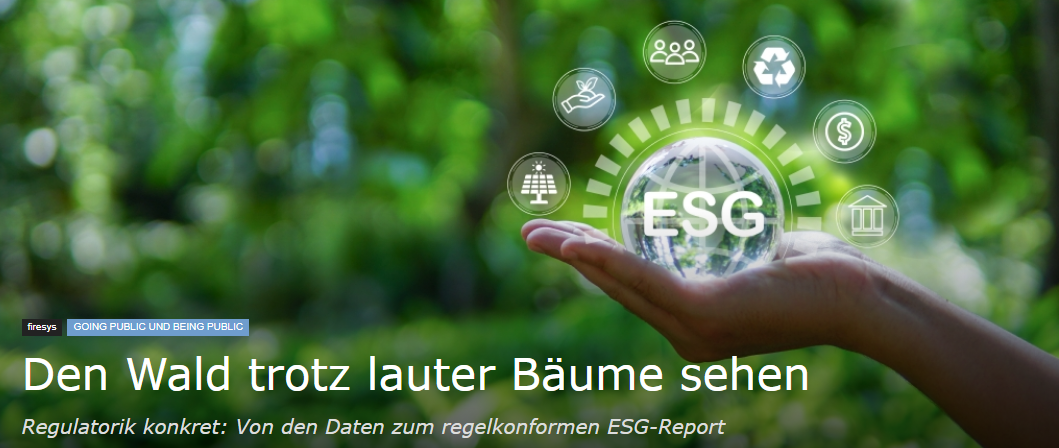 ESG
firesys GOING PUBLIC UND BEING PUBLIC
Den Wald trotz lauter Bäume sehen
Regulatorik konkret: Von den Daten zum regelkonformen ESG-Report